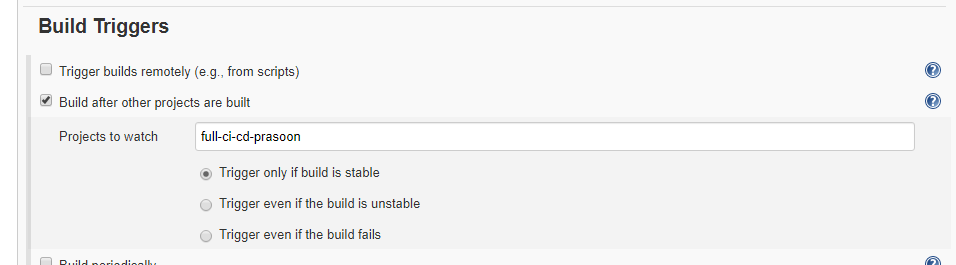 Build Triggers
Trigger builds remotely (e.g., from scripts)
Build after other projects are built
Projects to watch full-ci-cd-prasoon
Trigger only if build is stable
Trigger even if the build is unstable
Trigger even if the build fails
Build periodically